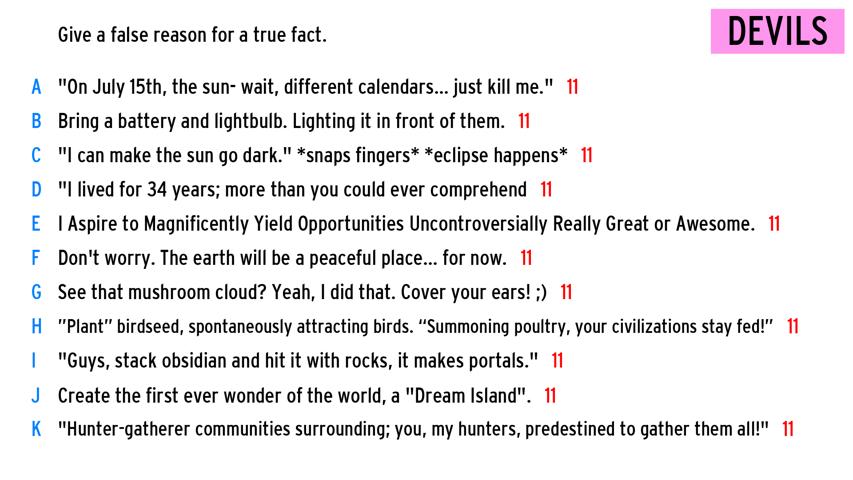 Give a false reason for a true fact.
DEVILS
A "On July 15th, the sun- wait, different calendars... just kill me." 11
B Bring a battery and lightbulb. Lighting it in front of them. 11
C "I can make the sun go dark." *snaps fingers* *eclipse happens* 11
D "I lived for 34 years; more than you could ever comprehend 11
E I Aspire to Magnificently Yield Opportunities Uncontroversially Really Great or Awesome. 11
F Don't worry. The earth will be a peaceful place... for now. 11
G See that mushroom cloud? Yeah, I did that. Cover your ears! ;) 11
H ”Plant” birdseed, spontaneously attracting birds. “Summoning poultry, your civilizations stay fed!” 11
I "Guys, stack obsidian and hit it with rocks, it makes portals." 11
J Create the first ever wonder of the world, a "Dream Island". 11
K "Hunter-gatherer communities surrounding; you, my hunters, predestined to gather them all!" 11